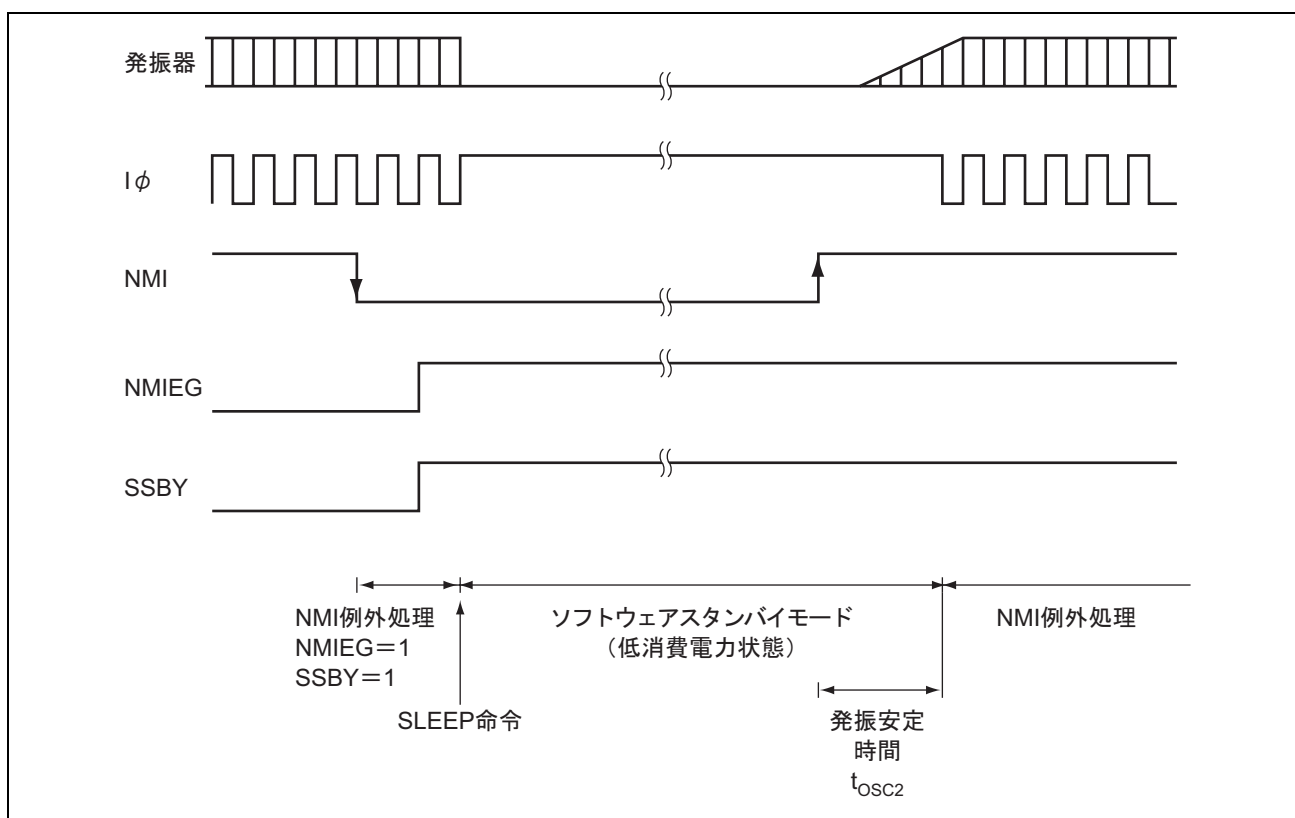 発振器
Iφ
NMI
NMIEG
SSBY
NMI例外処理
NMIEG=1
SSBY=1
SLEEP命令
ソフトウェアスタンバイモード
（低消費電力状態）
発振安定
時間
tOSC2
NMI例外処理